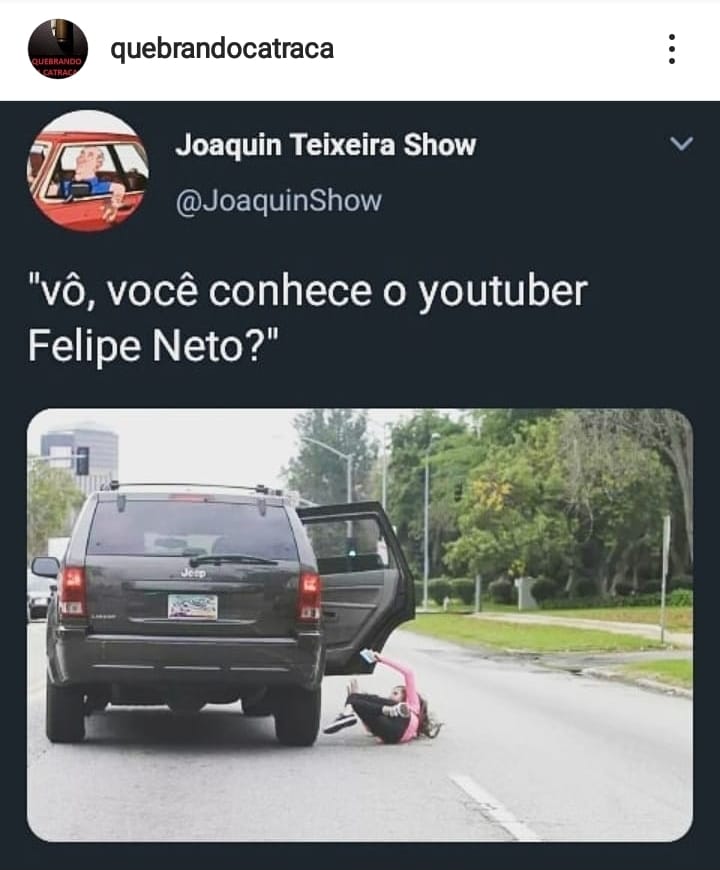 quebrandocatraca
QUEBRANDO
CATRACA
Joaquin Teixeira Show
@JoaquinShow
"vô, você conhece o youtuber
Felipe Neto?"
Jeep